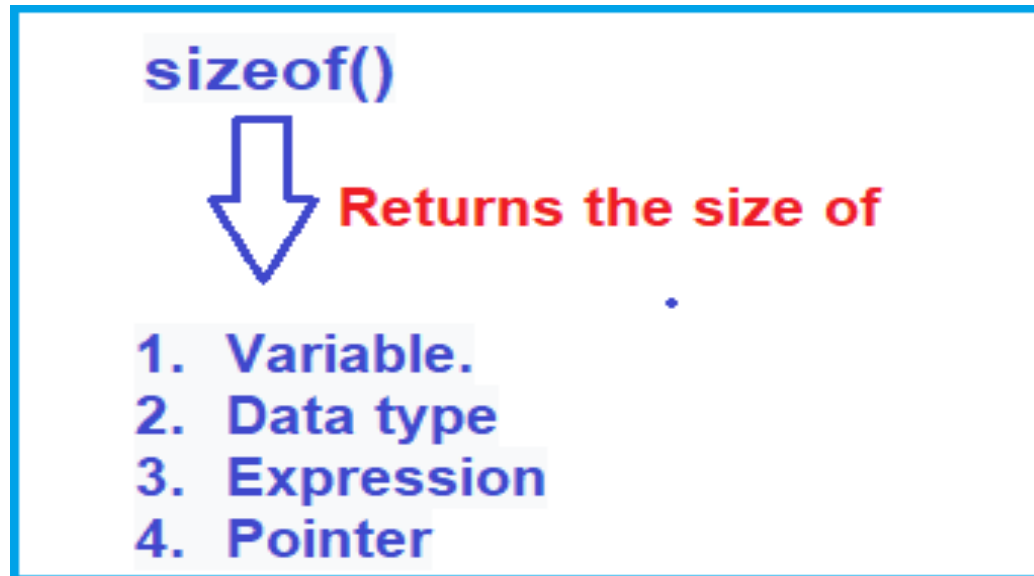 sizeof()
Returns the size of
1. Variable.
2. Data type
3. Expression
4. Pointer